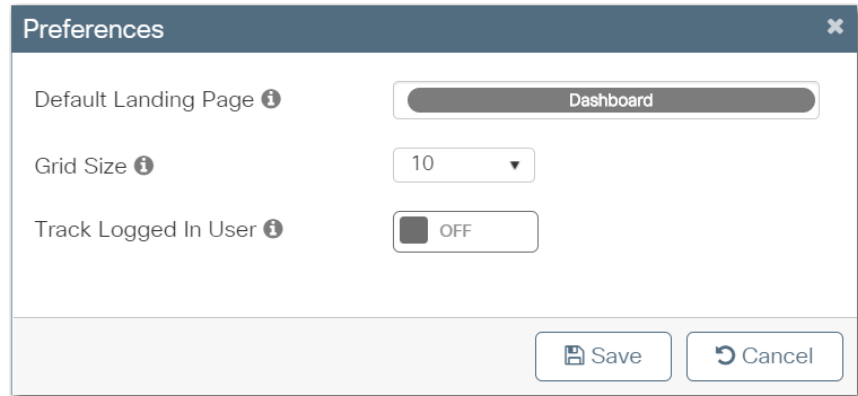 Preferences
Default Landing Page
Dashboard
Grid Size
10
Track Logged In User
OFF
Save
Cancel